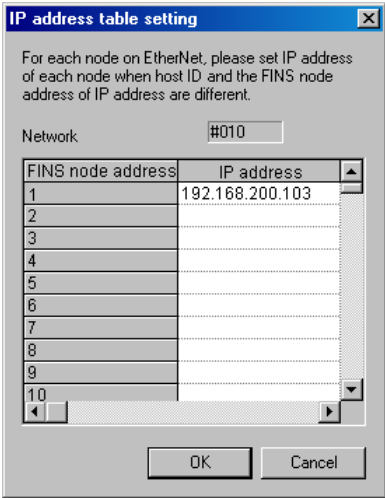 IP address table setting
For each node on EtherNet, please set IP address
of each node when host ID and the FINS node
address of IP address are different.
Network #010
FINS node address IP address
1 192.168.200.103
2
3
4
5
6
7
8
9
10
OK Cancel